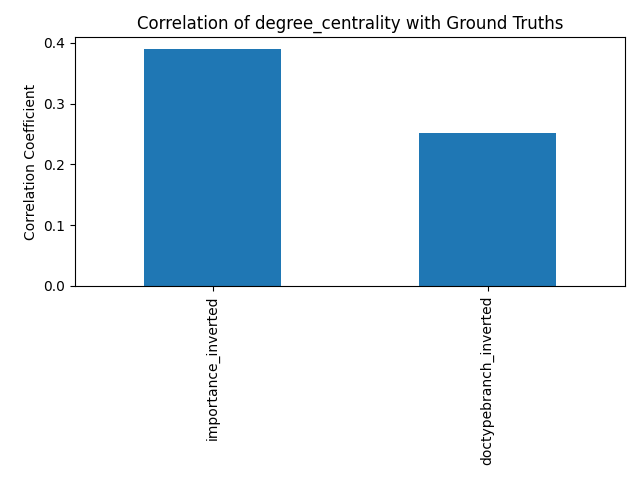 Correlation of degree_centrality with Ground Truths
Correlation Coefficient
0.4
0.3
0.2
0.1
0.0
importance_inverted
doctypebranch_inverted